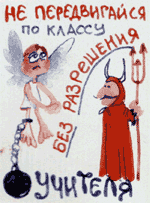 НЕ ПЕРЕДВИГАЙСЯ
ПО КЛАССУ
БЕЗ РАЗРЕШЕНИЯ
УЧИТЕЛЯ